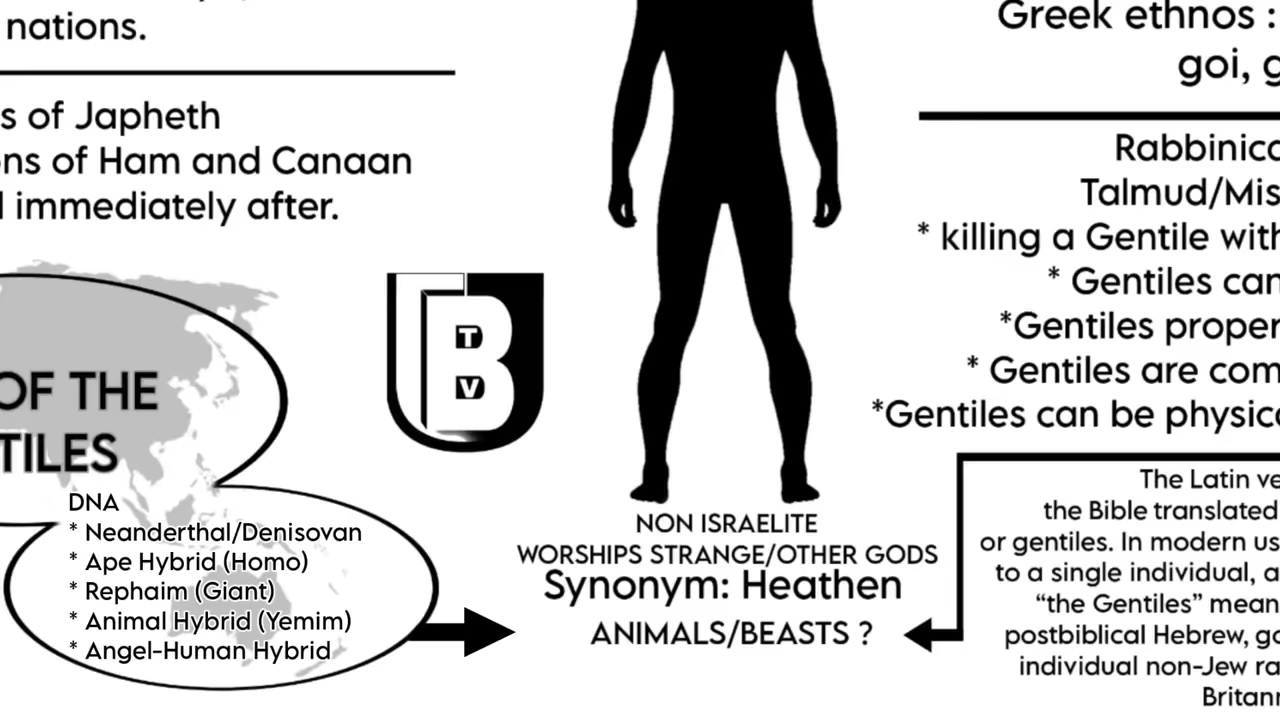 nations.
s of Japheth
ons of Ham and Canaan
immediately after.
OF THE
TILES
DNA
* Neanderthal/Denisovan
* Ape Hybrid (Homo)
* Rephaim (Giant)
* Animal Hybrid (Yemim)
* Angel-Human Hybrid
B
T
V
NON ISRAELITE
WORSHIPS STRANGE/OTHER GODS
Synonym: Heathen
ANIMALS/BEASTS ?
Greek ethnos :
goi, g
Rabbinic
Talmud/Mis
* killing a Gentile with
* Gentiles can
*Gentiles proper
* Gentiles are com
*Gentiles can be physic
The Latin ve
the Bible translated
or gentiles. In modern us
to a single individual, a
“the Gentiles” mean
postbiblical Hebrew, go
individual non-Jew ra
Britan